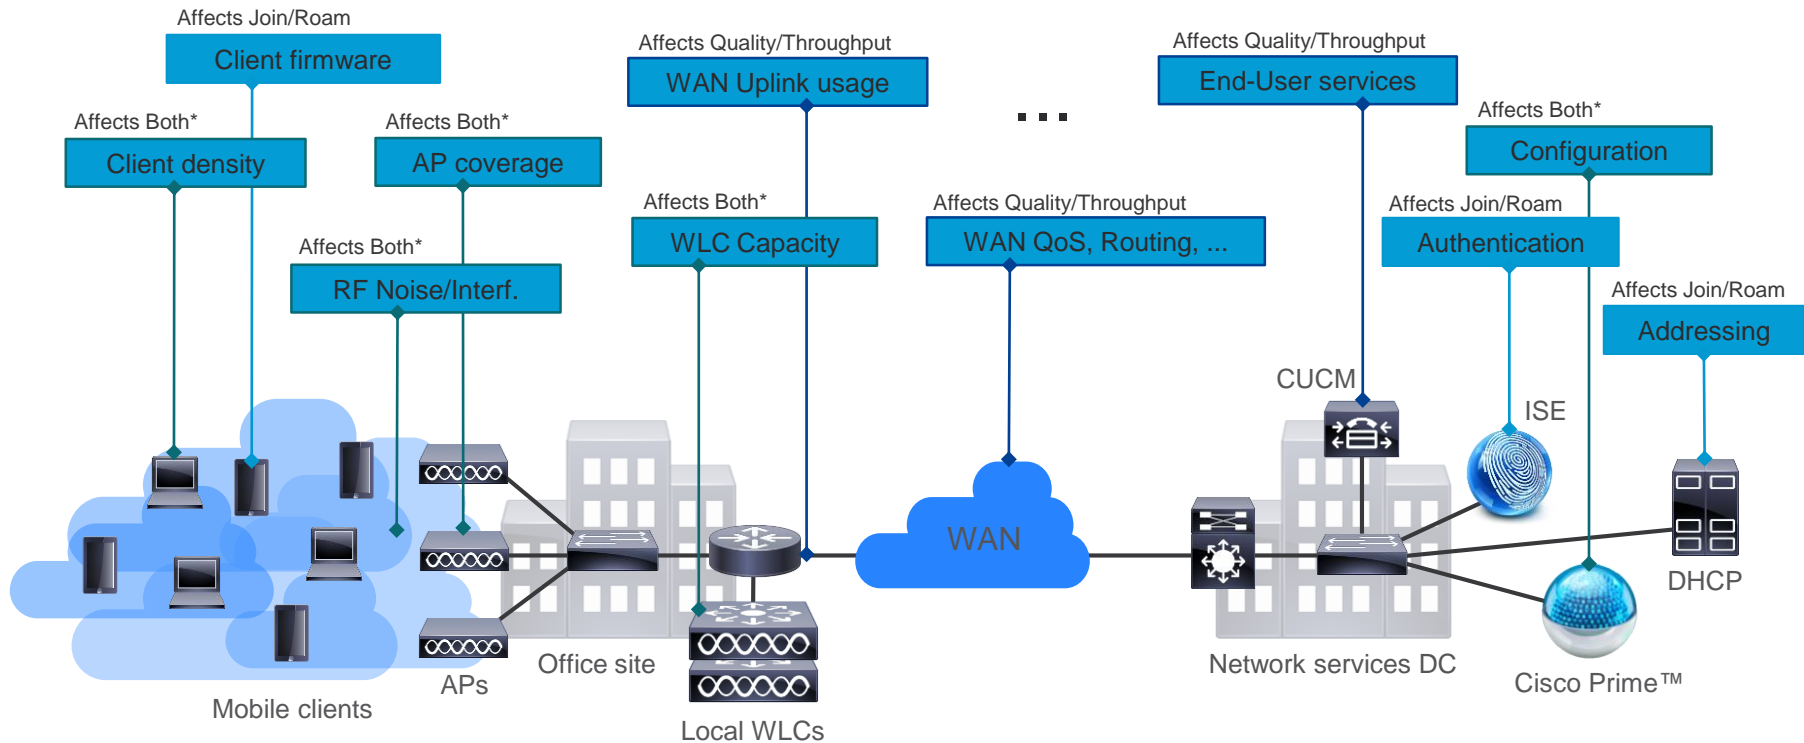 Affects Join/Roam
Client firmware
Affects Quality/Throughput
WAN Uplink usage
Affects Quality/Throughput
End-User services
...
Affects Both*
Client density
Affects Both*
AP coverage
Affects Both*
Configuration
Affects Both*
WLC Capacity
Affects Quality/Throughput
WAN QoS, Routing, ...
Affects Join/Roam
Authentication
Affects Both*
RF Noise/Interf.
Affects Join/Roam
Addressing
CUCM
ISE
WAN
DHCP
Office site
Network services DC
APs
Cisco Prime™
Mobile clients
Local WLCs